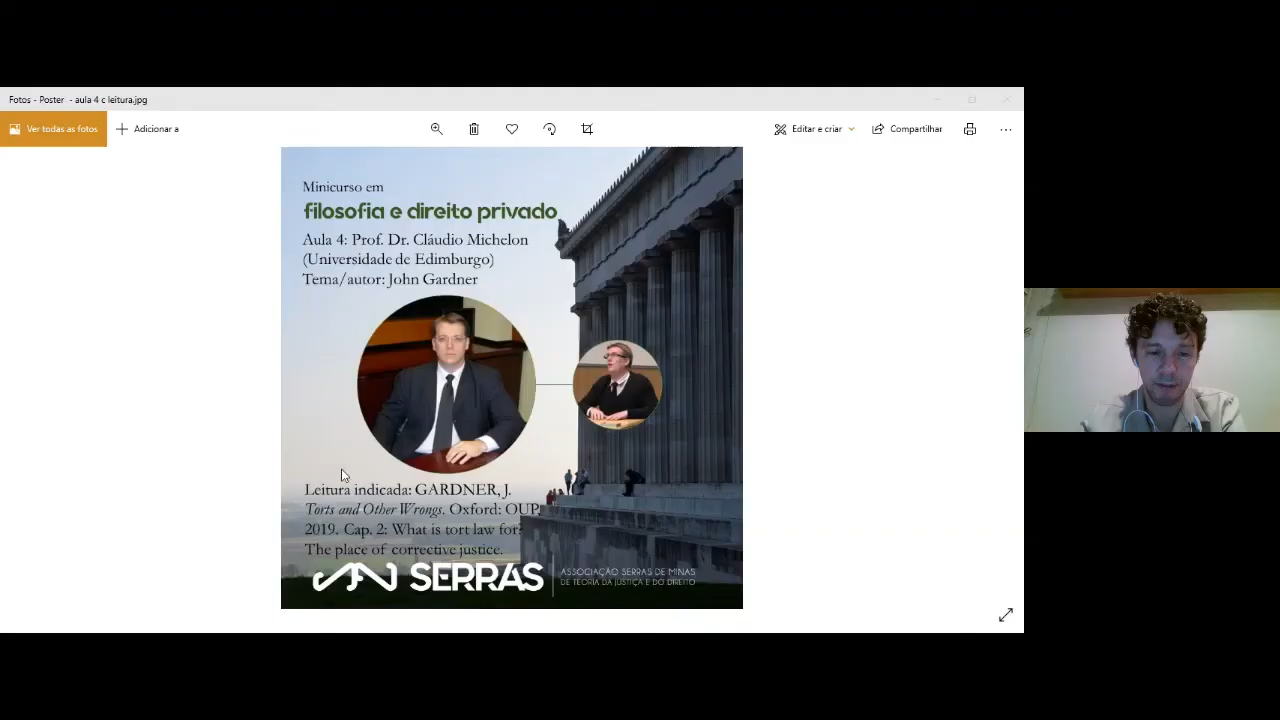 Fotos - Poster - aula 4 c leitura.jpg
Ver todas as fotos
Adicionar a
Editar e criar
Compartilhar
Minicurso em
filosofia e direito privado
Aula 4: Prof. Dr. Cláudio Michelon
(Universidade de Edimburgo)
Tema/autor: John Gardner
Leitura indicada: GARDNER, J.
Torts and Other Wrongs. Oxford: OUP,
2019. Cap. 2: What is tort law for?
The place of corrective justice.
SERRAS
ASSOCIAÇÃO SERRAS DE MINAS
DE TEORIA DA JUSTIÇA E DO DIREITO